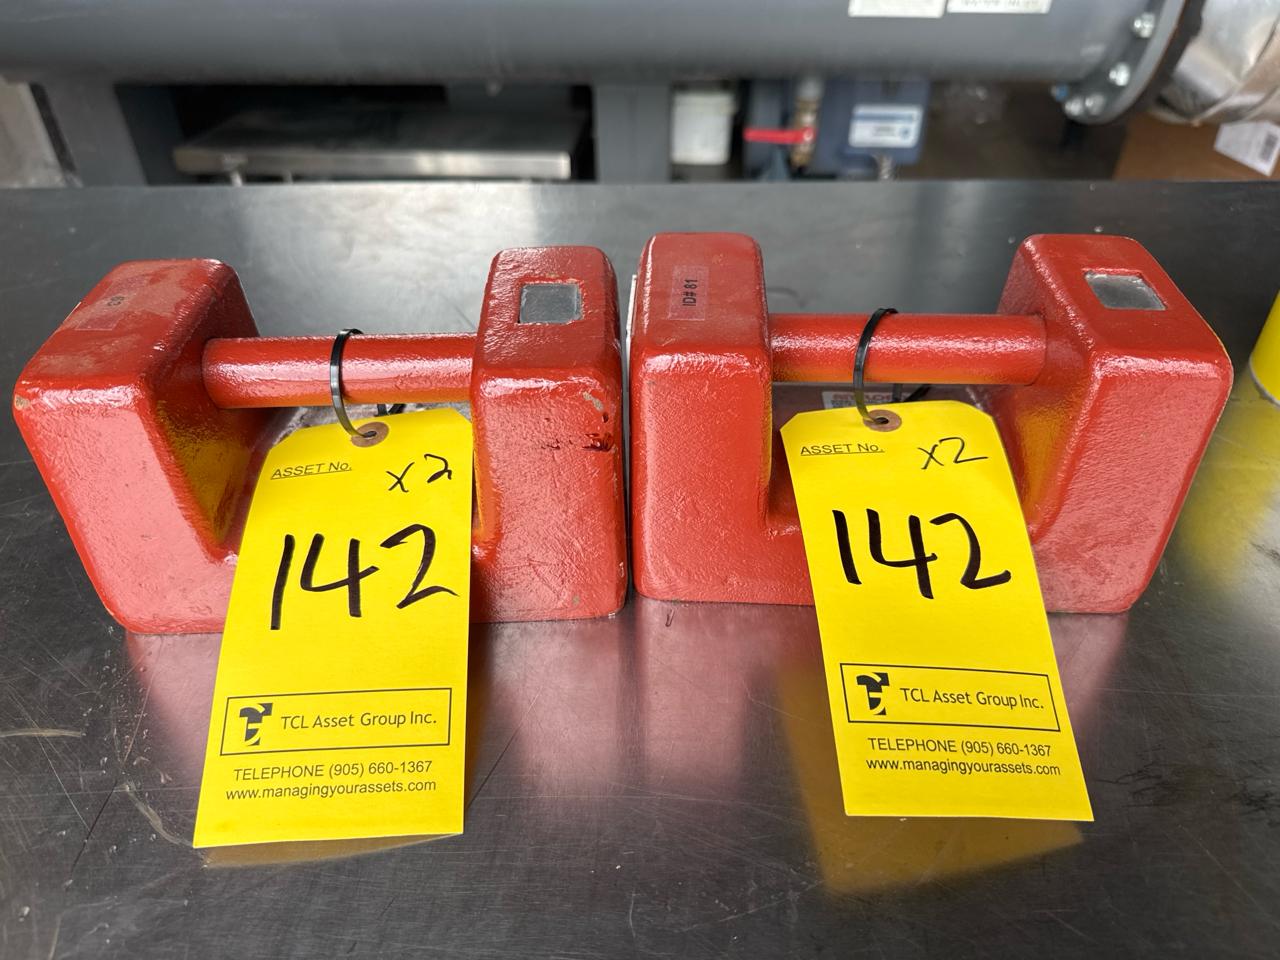 ASSET No.
x2
142
TCL Asset Group Inc.
TELEPHONE (905) 660-1367
www.managingyourassets.com
ID# 81
ASSET No.
x2
142
TCL Asset Group Inc.
TELEPHONE (905) 660-1367
www.managingyourassets.com